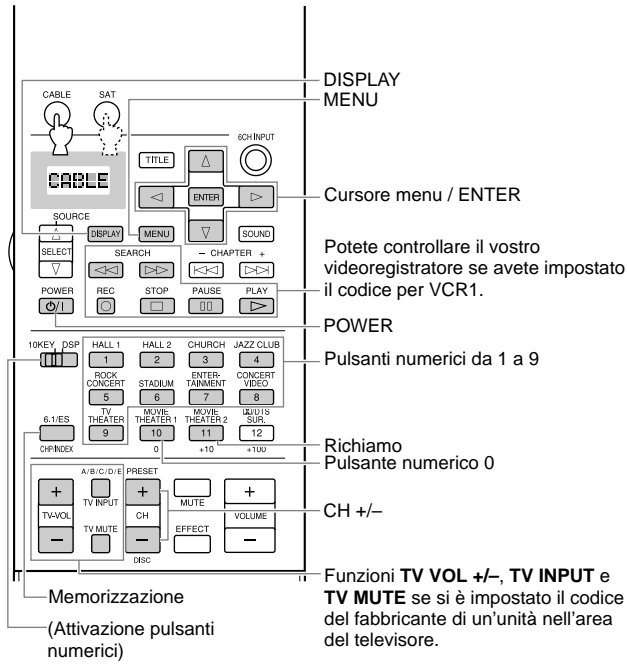 DISPLAY
MENU
CABLE SAT
6CH INPUT
TITLE
CABLE
ENTER
Cursore menu / ENTER
SOURCE
DISPLAY MENU SOUND
SELECT
SEARCH – CHAPTER +
Potete controllare il vostro
videoregistratore se avete impostato
il codice per VCR1.
POWER REC STOP PAUSE PLAY
POWER
10KEY DSP HALL 1 HALL 2 CHURCH JAZZ CLUB
1 2 3 4
Pulsanti numerici da 1 a 9
ROCK CONCERT STADIUM ENTER- TAINMENT CONCERT VIDEO
5 6 7 8
TV THEATER MOVIE THEATER 1 MOVIE THEATER 2 /DTS SUR.
6.1/ES 9 10 11 12
CHP/INDEX 0 +10 +100
Richiamo
Pulsante numerico 0
A/B/C/D/E PRESET
+ TV INPUT + MUTE +
TV-VOL CH VOLUME
CH +/–
– TV MUTE – EFFECT –
DISC
Funzioni TV VOL +/–, TV INPUT e
TV MUTE se si è impostato il codice
del fabbricante di un'unità nell'area
del televisore.
Memorizzazione
(Attivazione pulsanti
numerici)